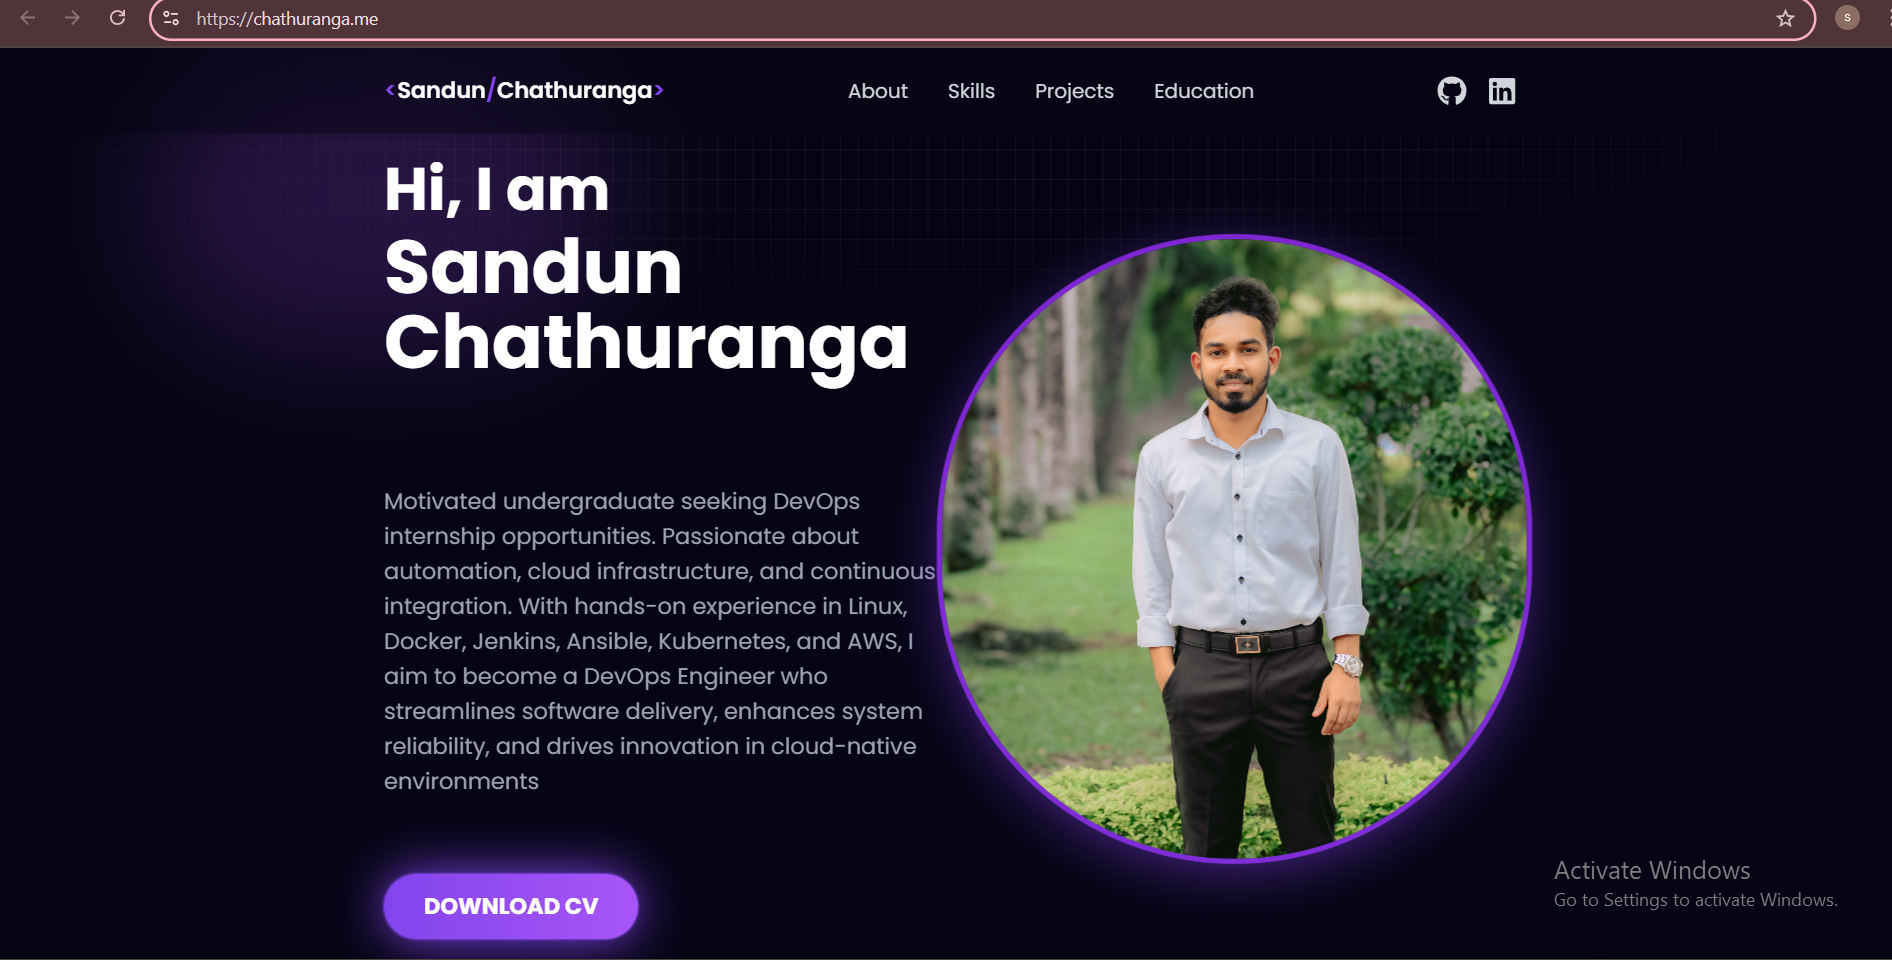 https://chathuranga.me
S
<Sandun/Chathuranga>
About Skills Projects Education
in
Hi, I am
Sandun
Chathuranga
Motivated undergraduate seeking DevOps
internship opportunities. Passionate about
automation, cloud infrastructure, and continuous
integration. With hands-on experience in Linux,
Docker, Jenkins, Ansible, Kubernetes, and AWS, I
aim to become a DevOps Engineer who
streamlines software delivery, enhances system
reliability, and drives innovation in cloud-native
environments
DOWNLOAD CV
Activate Windows
Go to Settings to activate Windows.